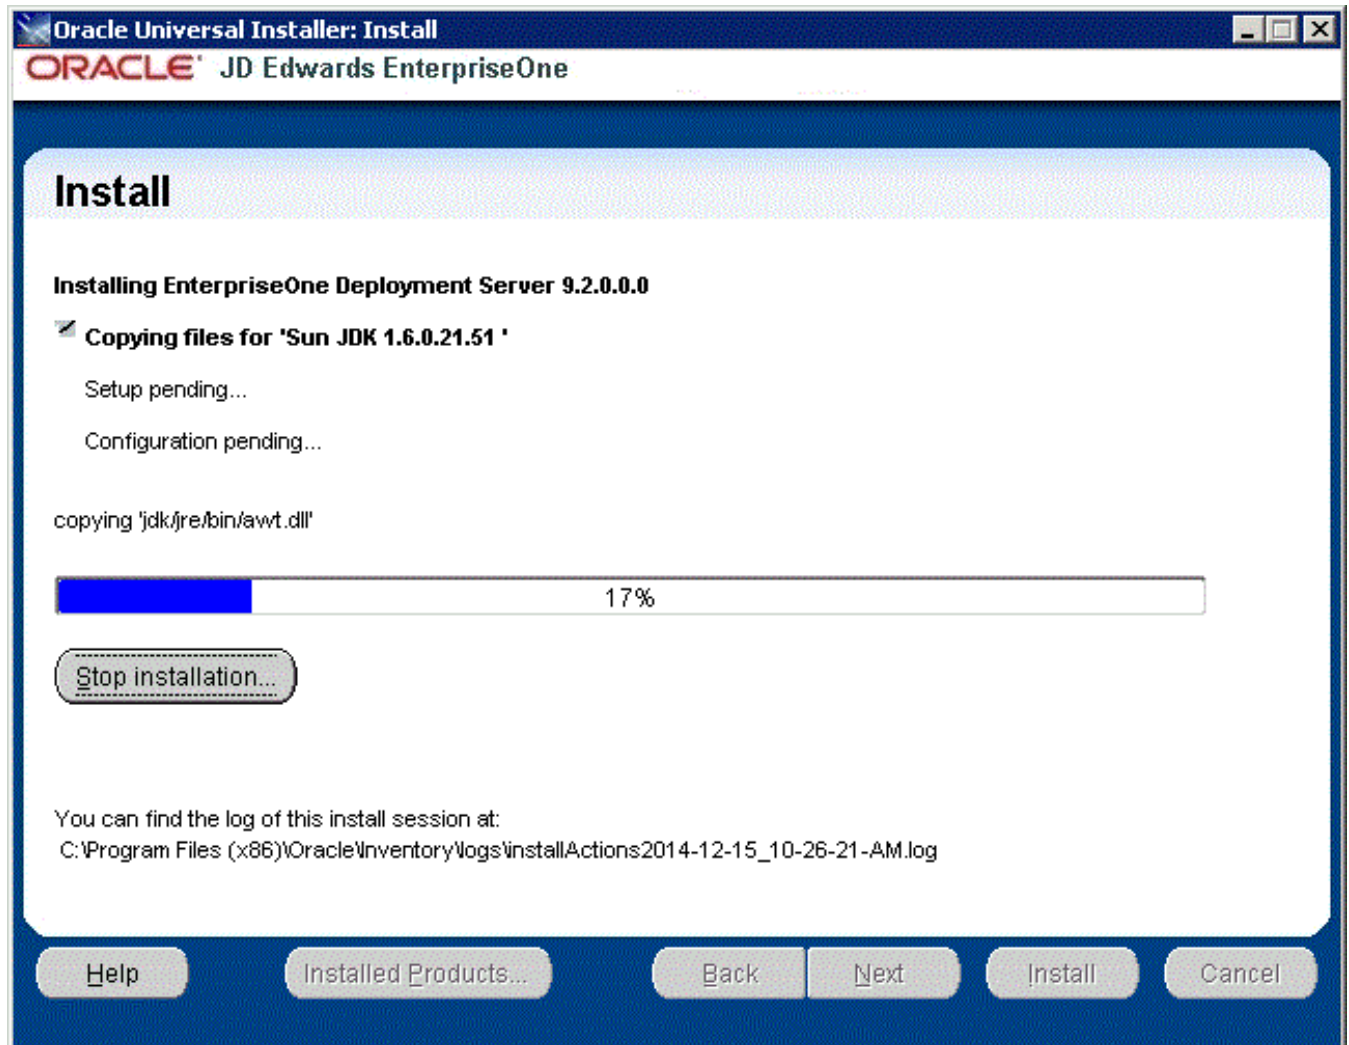 Oracle Universal Installer: Install
ORACLE JD Edwards EnterpriseOne
Install
Installing EnterpriseOne Deployment Server 9.2.0.0.0
Copying files for 'Sun JDK 1.6.0.21.51 '
Setup pending...
Configuration pending...
copying 'jdk/jre/bin/awt.dll'
17%
Stop installation...
You can find the log of this install session at:
C:\Program Files (x86)\Oracle\Inventory\logs\installActions2014-12-15_10-26-21-AM.log
Help Installed Products... Back Next Install Cancel